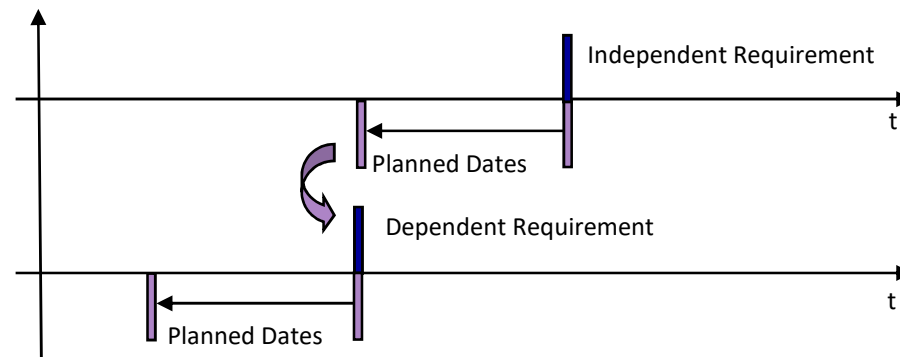 Independent Requirement
t
Planned Dates
Dependent Requirement
t
Planned Dates